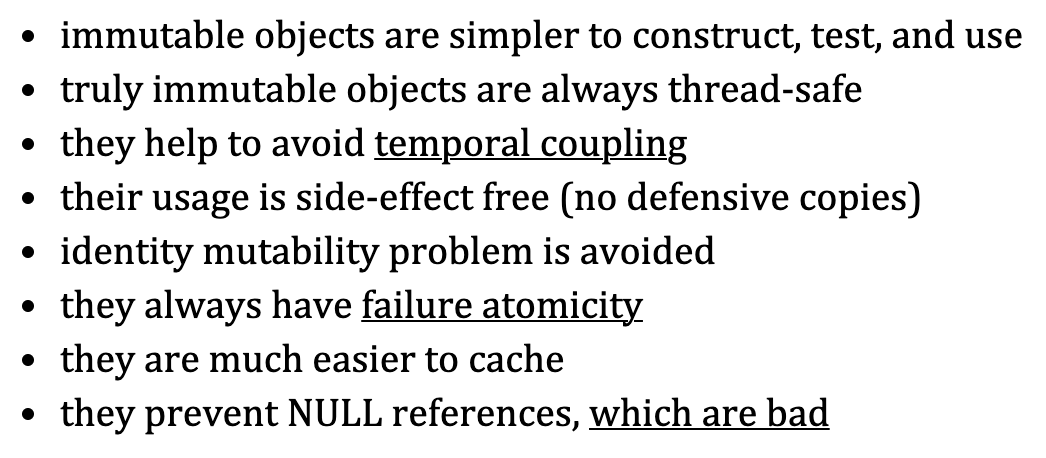 • immutable objects are simpler to construct, test, and use
• truly immutable objects are always thread-safe
• they help to avoid temporal coupling
• their usage is side-effect free (no defensive copies)
• identity mutability problem is avoided
• they always have failure atomicity
• they are much easier to cache
• they prevent NULL references, which are bad